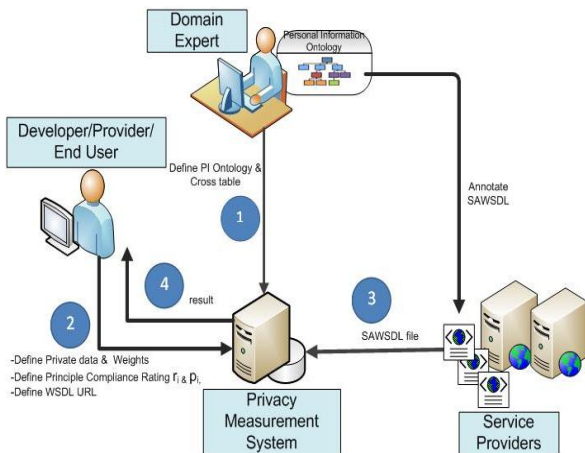 Domain
Expert
Personal Information
Ontology
Developer/Provider/
End User
Define PI Ontology &
Cross table
Annotate
SAWSDL
1
4
result
3
2
SAWSDL file
-Define Private data & Weights
-Define Principle Compliance Rating ri & pi,
-Define WSDL URL
Privacy
Measurement
System
Service
Providers